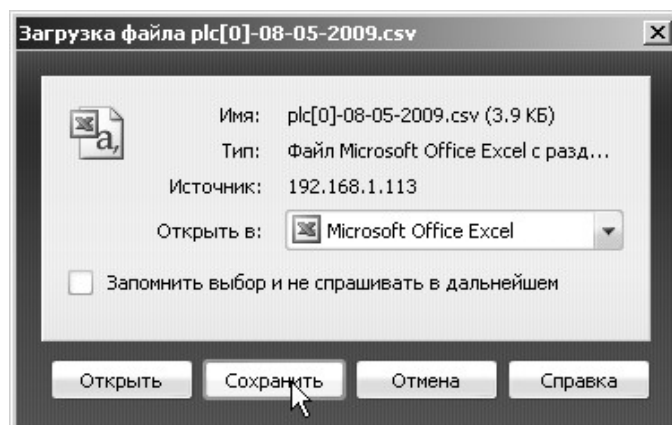 Загрузка файла plc[0]-08-05-2009.csv
Имя: plc[0]-08-05-2009.csv (3.9 КБ)
Тип: Файл Microsoft Office Excel с разд...
Источник: 192.168.1.113
Открыть в: Microsoft Office Excel
Запомнить выбор и не спрашивать в дальнейшем
Открыть Сохранить Отмена Справка